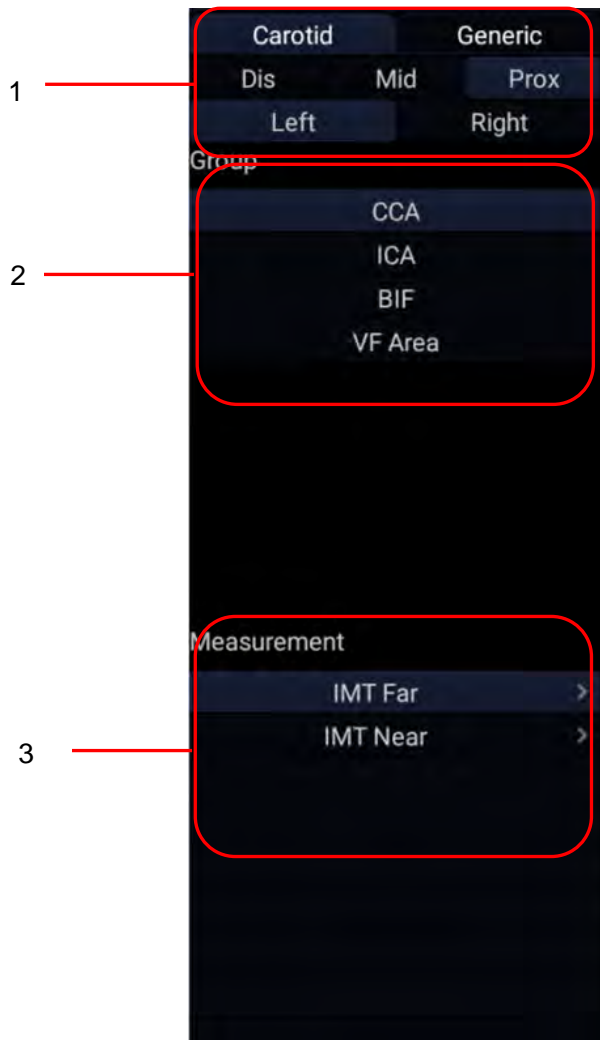 Carotid Generic
1
Dis Mid Prox
Left Right
Group
CCA
2
ICA
BIF
VF Area
Measurement
IMT Far >
IMT Near >
3